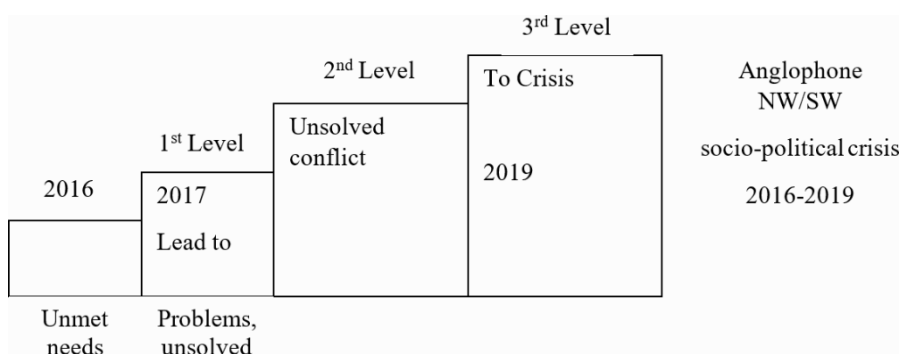 3rd Level
2nd Level
To Crisis
Anglophone
NW/SW
1st Level
Unsolved
conflict
socio-political crisis
2016
2017
2019
2016-2019
Lead to
Unmet
needs
Problems,
unsolved